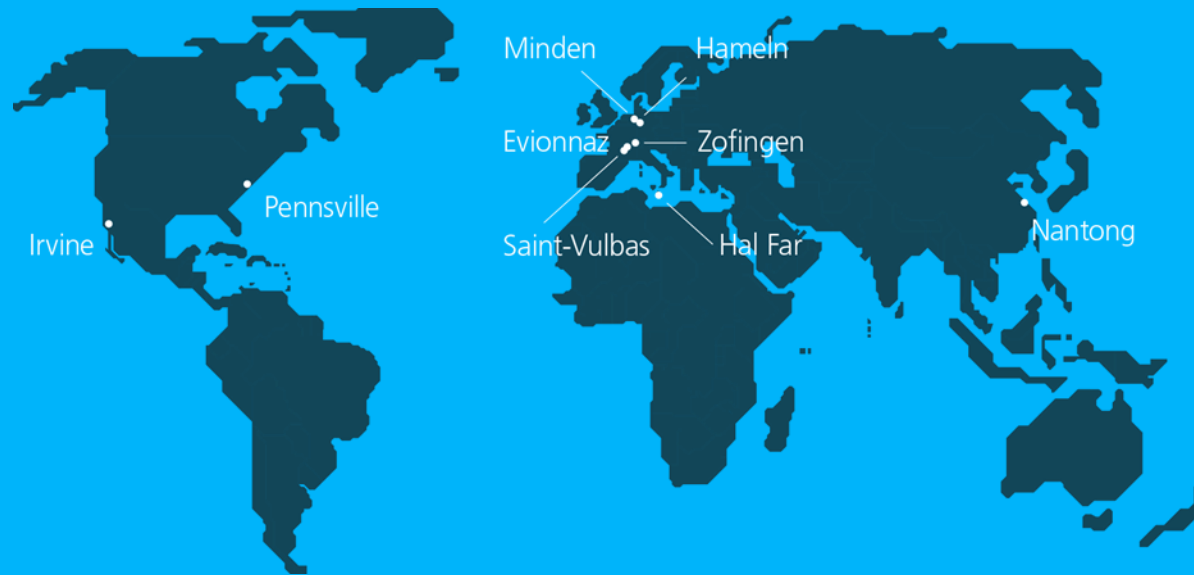 Minden
Hameln
Evionnaz
Zofingen
Pennsville
Irvine
Saint-Vulbas
Hal Far
Nantong